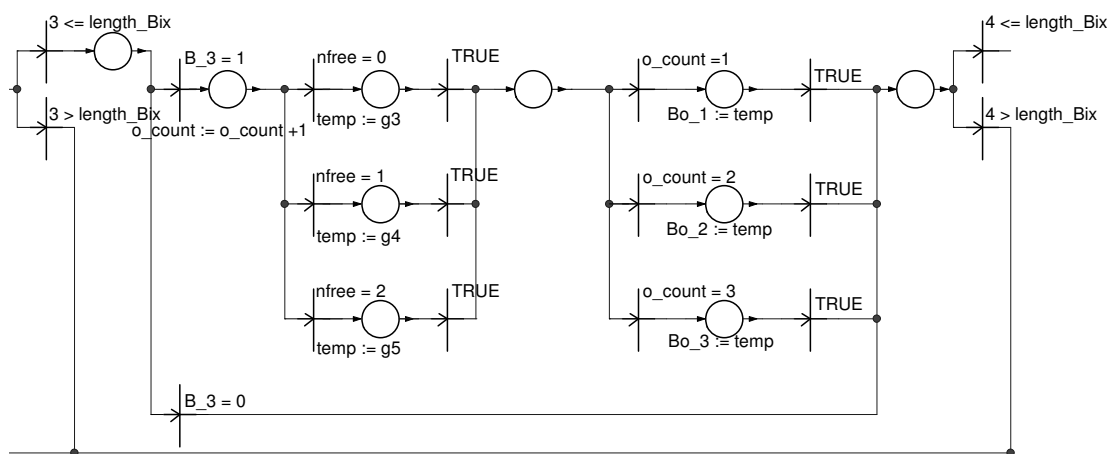 3 <= length_Bix
4 <= length_Bix
B_3 = 1
nfree = 0
TRUE
o_count =1
TRUE
3 > length_Bix
o_count := o_count +1
temp := g3
Bo_1 := temp
4 > length_Bix
nfree = 1
TRUE
o_count = 2
TRUE
temp := g4
Bo_2 := temp
nfree = 2
TRUE
o_count = 3
TRUE
temp := g5
Bo_3 := temp
B_3 = 0